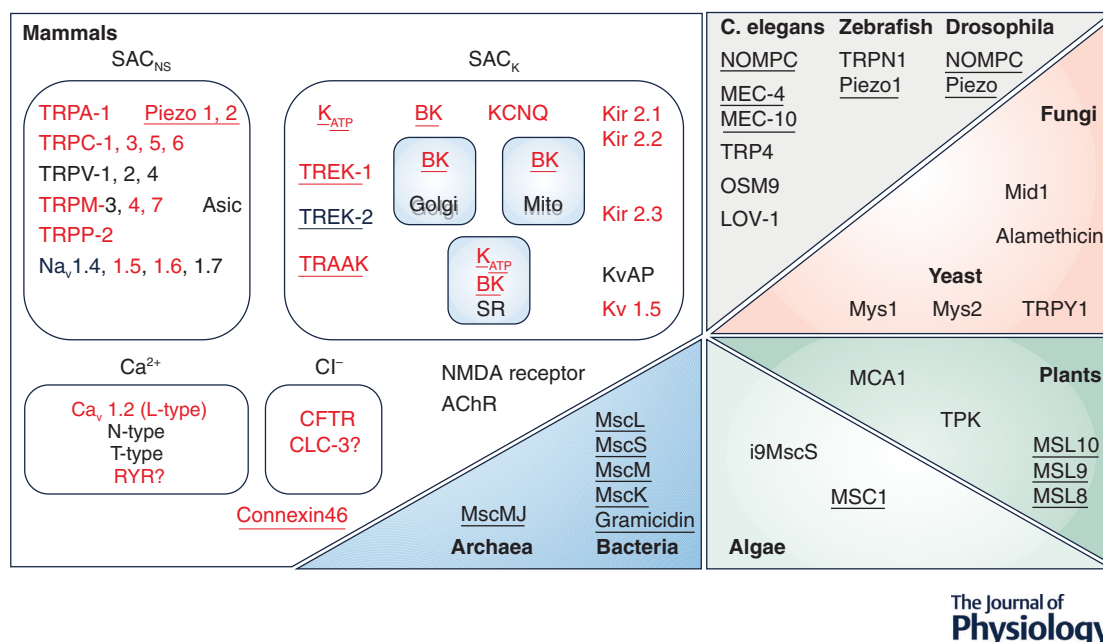 Mammals
SAC_NS
TRPA-1 Piezo 1, 2
TRPC-1, 3, 5, 6
TRPV-1, 2, 4
TRPM-3, 4, 7 Asic
TRPP-2
Na_v1.4, 1.5, 1.6, 1.7
SAC_K
K_ATP BK KCNQ Kir 2.1
Kir 2.2
TREK-1 BK BK
Golgi Mito
TREK-2 Kir 2.3
TRAAK K_ATP KvAP
BK
SR Kv 1.5
Ca²⁺
Ca_v 1.2 (L-type)
N-type
T-type
RYR?
Cl⁻
CFTR
CLC-3?
NMDA receptor
AChR
Connexin46
MscMJ
Archaea
MscL
MscS
MscM
MscK
Gramicidin
Bacteria
C. elegans
NOMPC
MEC-4
MEC-10
TRP4
OSM9
LOV-1
Zebrafish
TRPN1
Piezo1
Drosophila
NOMPC
Piezo
Fungi
Mid1
Alamethicin
Yeast
Mys1 Mys2 TRPY1
MCA1 Plants
TPK
MSL10
MSL9
MSL8
i9MscS
MSC1
Algae
The Journal of
Physiology